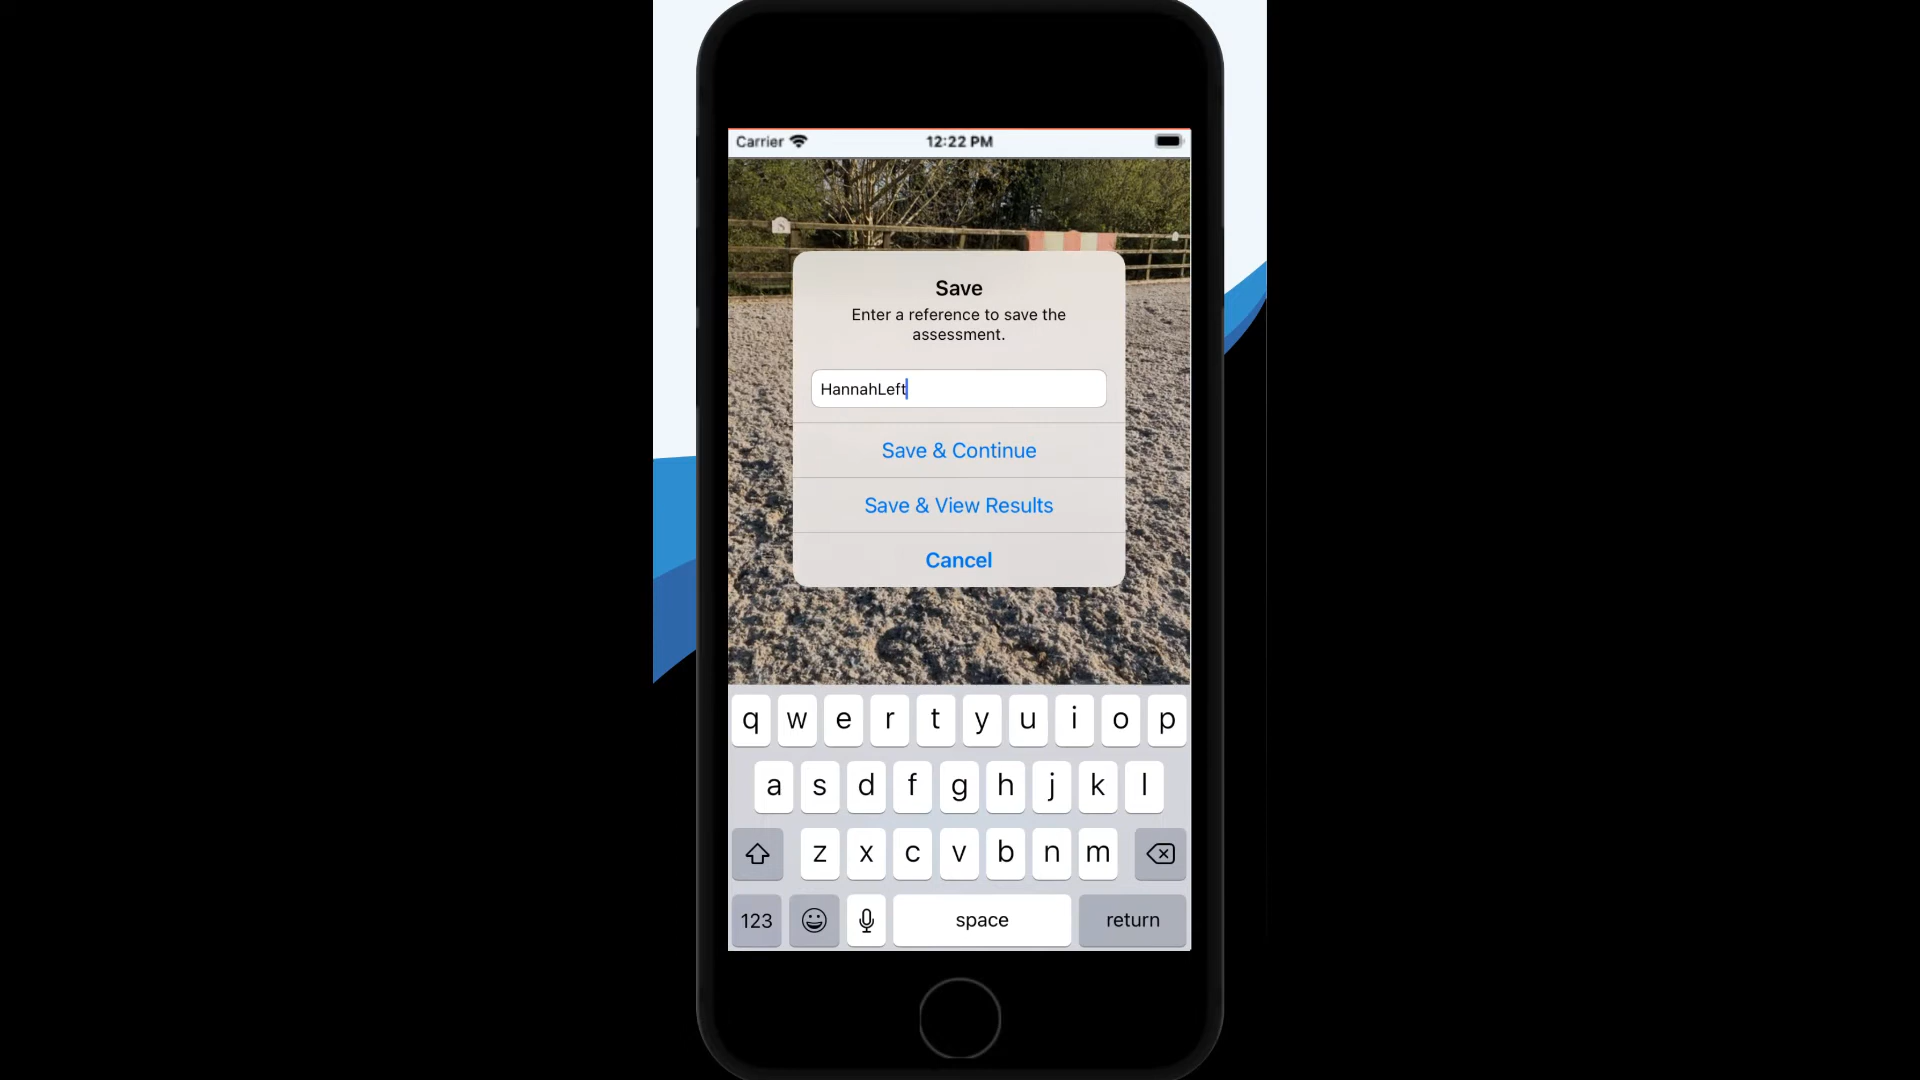 Carrier 12:22 PM
Save
Enter a reference to save the
assessment.
HannahLeft
Save & Continue
Save & View Results
Cancel
q w e r t y u i o p
a s d f g h j k l
z x c v b n m
123 space return